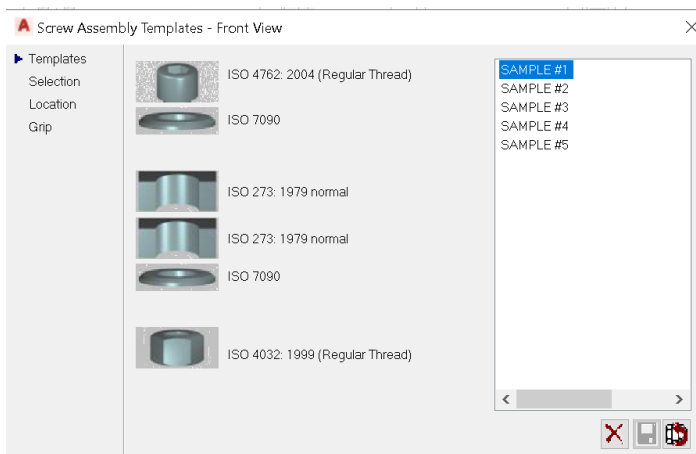 Screw Assembly Templates - Front View
Templates
Selection
Location
Grip
ISO 4762: 2004 (Regular Thread)
ISO 7090
ISO 273: 1979 normal
ISO 273: 1979 normal
ISO 7090
ISO 4032: 1999 (Regular Thread)
SAMPLE #1
SAMPLE #2
SAMPLE #3
SAMPLE #4
SAMPLE #5